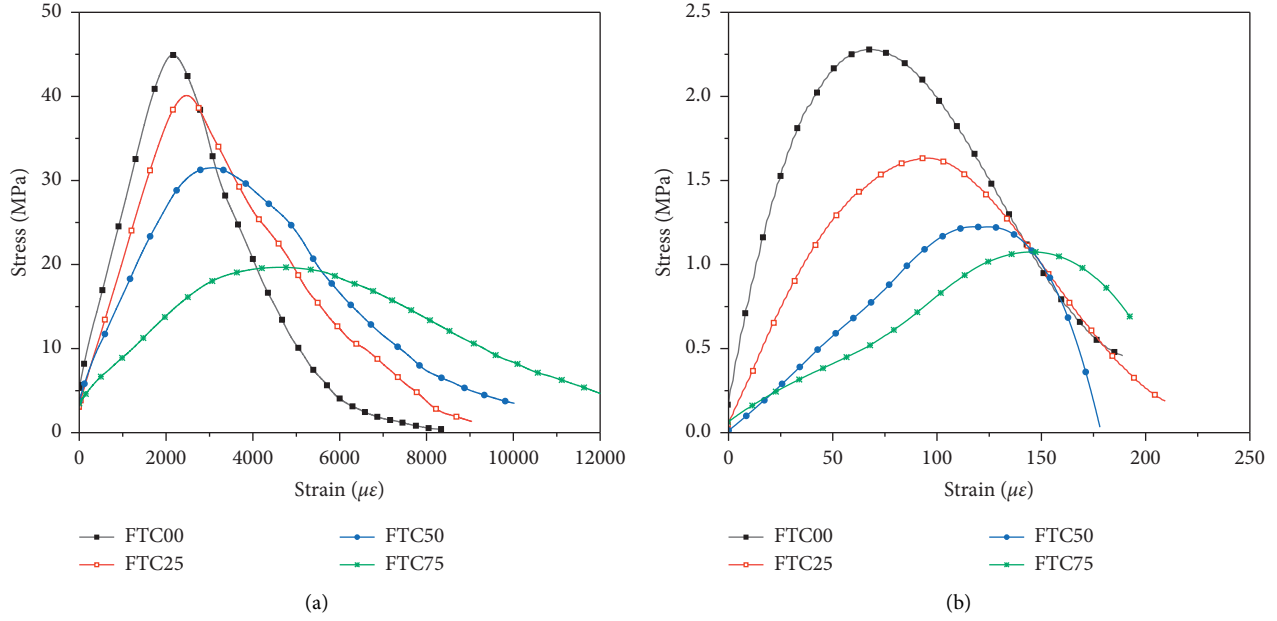 50
40
30
20
10
0
Stress (MPa)
0 2000 4000 6000 8000 10000 12000
Strain (με)
FTC00
FTC25
FTC50
FTC75
(a)
2.5
2.0
1.5
1.0
0.5
0.0
Stress (MPa)
0 50 100 150 200 250
Strain (με)
FTC00
FTC25
FTC50
FTC75
(b)